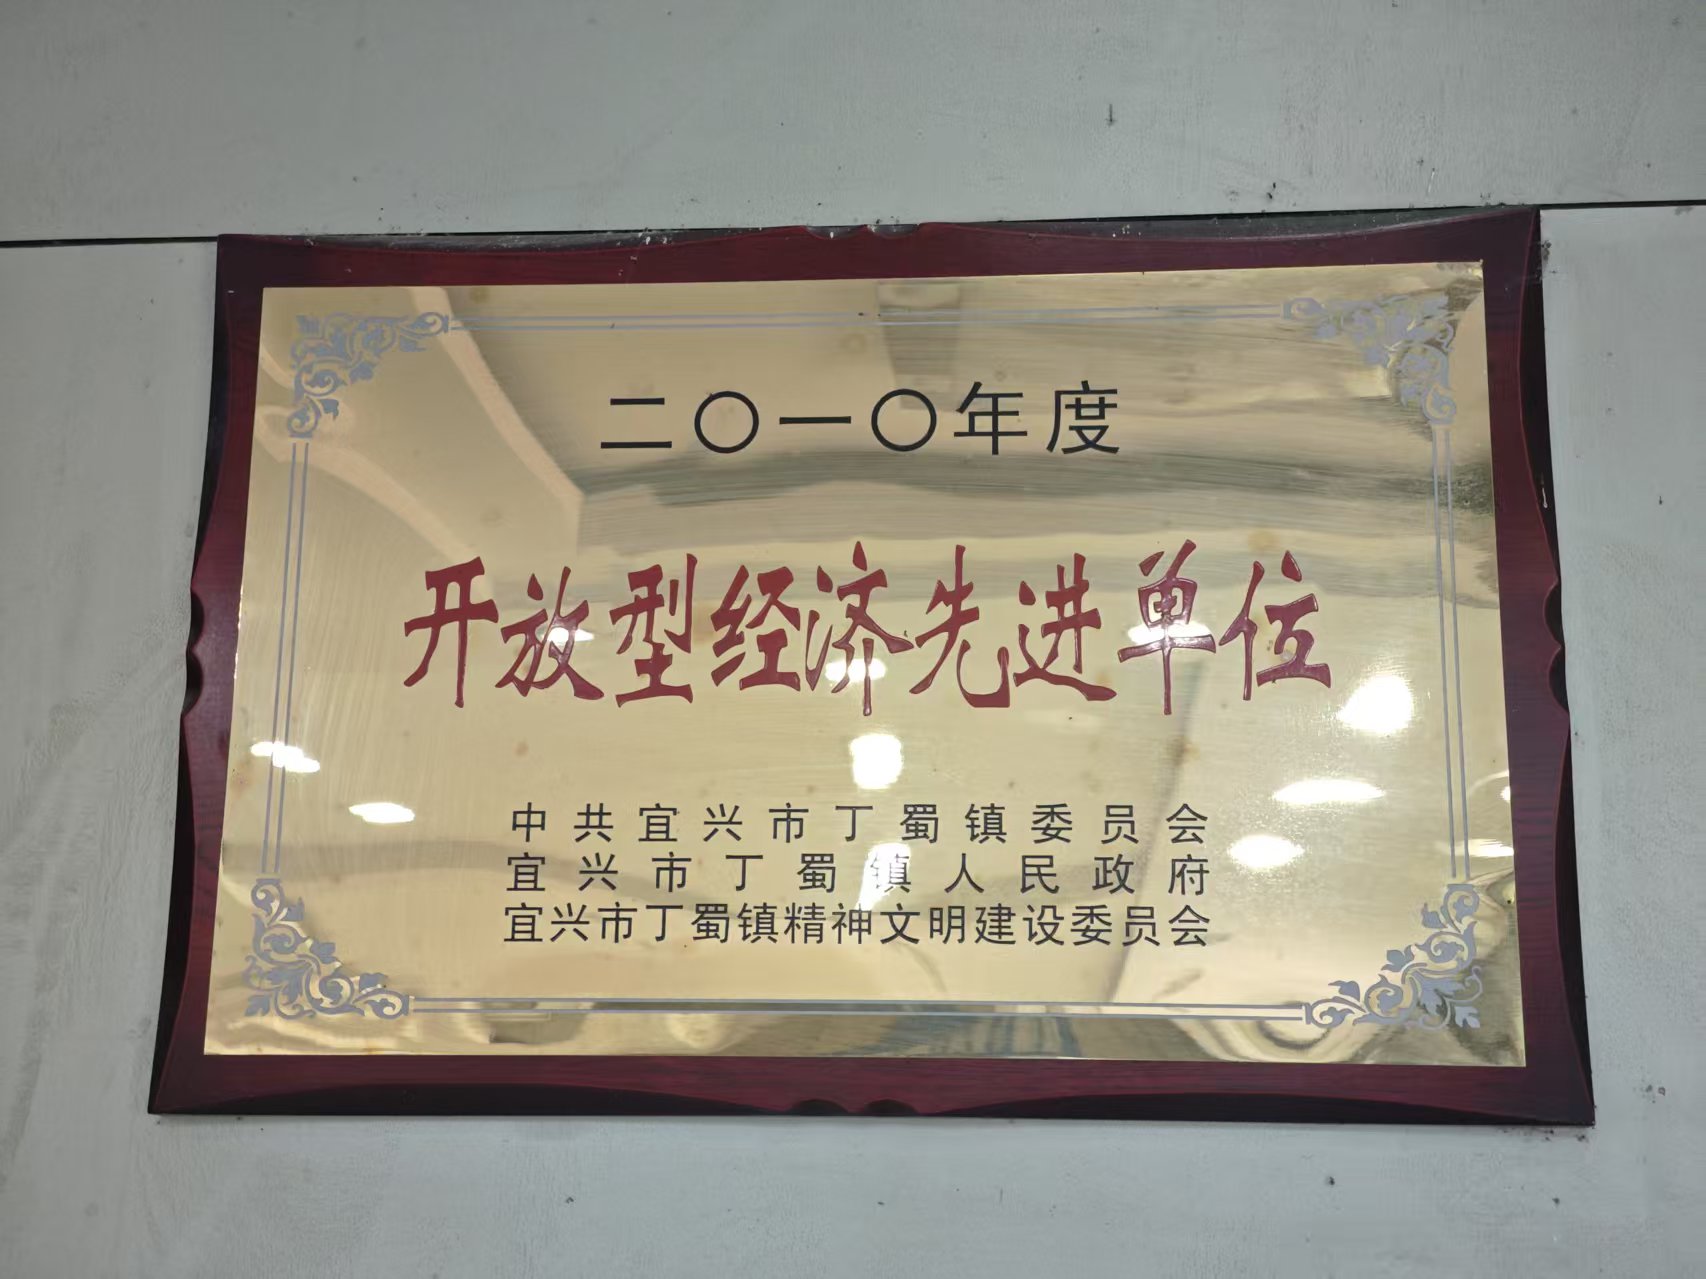 二〇一〇年度
开放型经济先进单位
中共宜兴市丁蜀镇委员会
宜兴市丁蜀镇人民政府
宜兴市丁蜀镇精神文明建设委员会